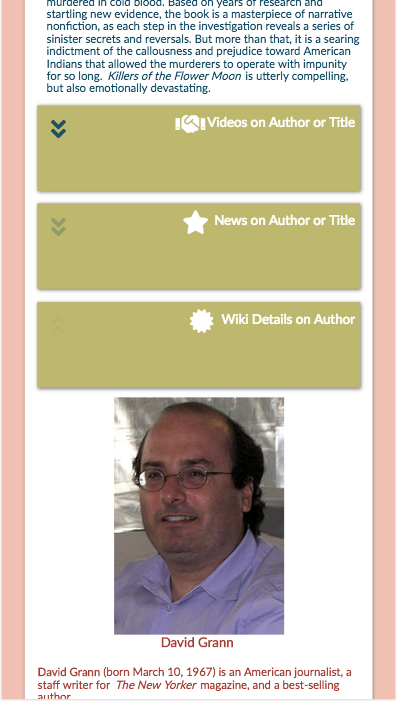 murdered in cold blood. Based on years of research and
startling new evidence, the book is a masterpiece of narrative
nonfiction, as each step in the investigation reveals a series of
sinister secrets and reversals. But more than that, it is a searing
indictment of the callousness and prejudice toward American
Indians that allowed the murderers to operate with impunity
for so long. Killers of the Flower Moon is utterly compelling,
but also emotionally devastating.
Videos on Author or Title
News on Author or Title
Wiki Details on Author
David Grann
David Grann (born March 10, 1967) is an American journalist, a
staff writer for The New Yorker magazine, and a best-selling
author